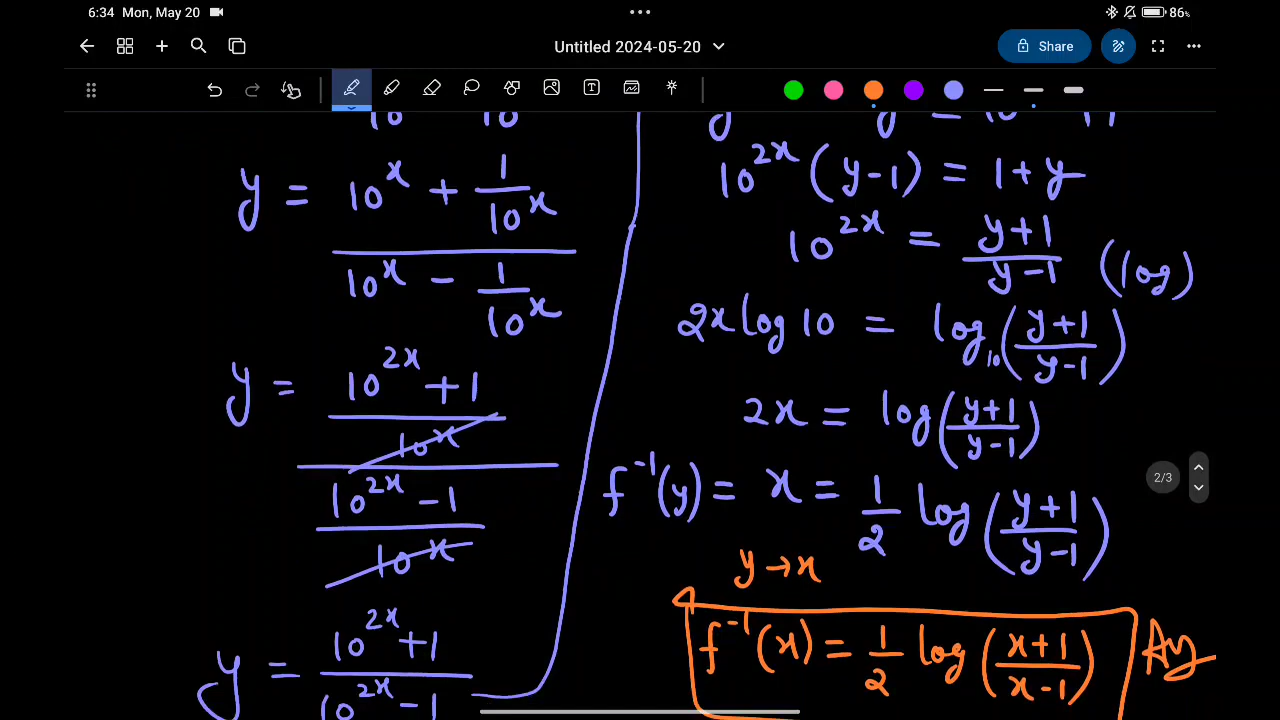 6:34 Mon, May 20
86%
Untitled 2024-05-20
Share
y = (10^x + 1/10^x) / (10^x - 1/10^x)
y = ((10^2x + 1)/10^x) / ((10^2x - 1)/10^x)
y = (10^2x + 1)/(10^2x - 1)
10^2x (y-1) = 1+y
10^2x = (y+1)/(y-1) (log)
2x log 10 = log_10 ((y+1)/(y-1))
2x = log ((y+1)/(y-1))
f^-1(y) = x = 1/2 log ((y+1)/(y-1))
y → x
f^-1(x) = 1/2 log ((x+1)/(x-1))
2/3